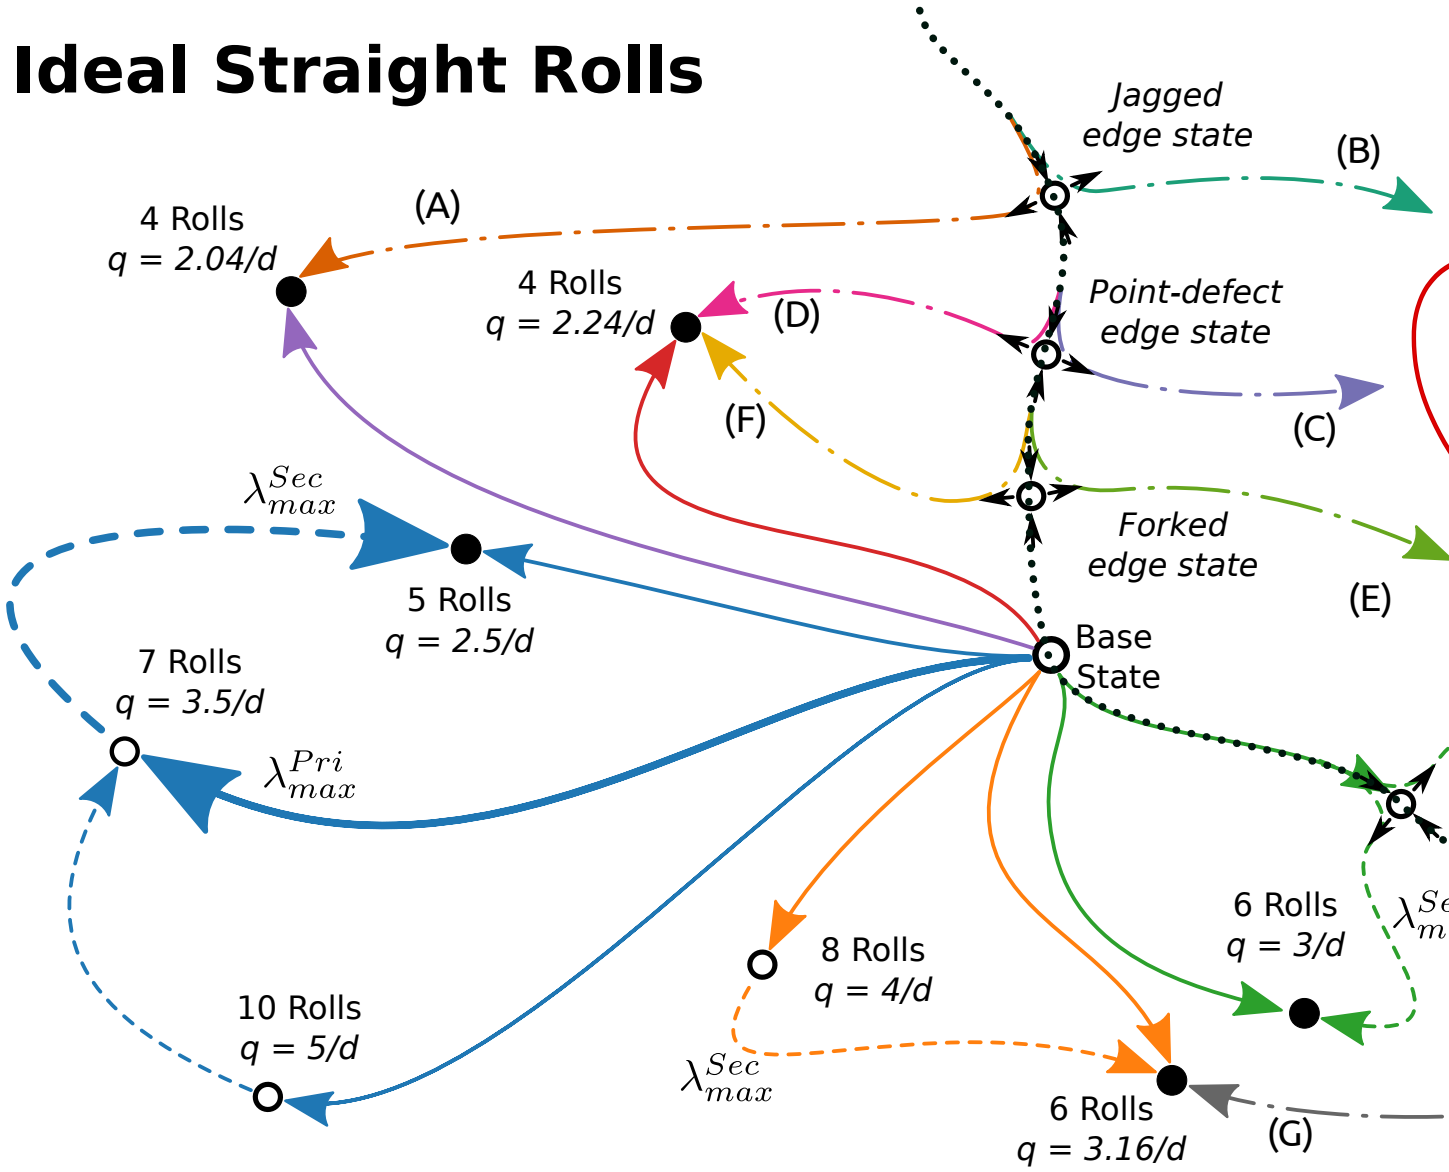 Ideal Straight Rolls
Jagged
edge state
(B)
(A)
4 Rolls
q = 2.04/d
4 Rolls
q = 2.24/d
(D)
Point-defect
edge state
(C)
(F)
λ^{Sec}_{max}
Forked
edge state
(E)
5 Rolls
q = 2.5/d
Base
State
7 Rolls
q = 3.5/d
λ^{Pri}_{max}
6 Rolls
q = 3/d
8 Rolls
q = 4/d
10 Rolls
q = 5/d
λ^{Sec}_{max}
6 Rolls
q = 3.16/d
(G)